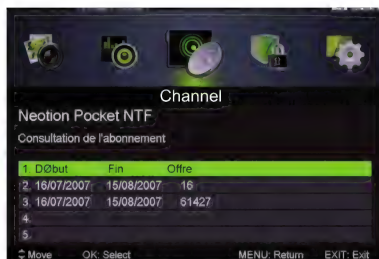 Channel
Neotion Pocket NTF
Consultation de l'abonnement
1. DØbut Fin Offre
2. 16/07/2007 15/08/2007 16
3. 16/07/2007 15/08/2007 61427
4.
5.
Move OK: Select MENU: Return EXIT: Exit